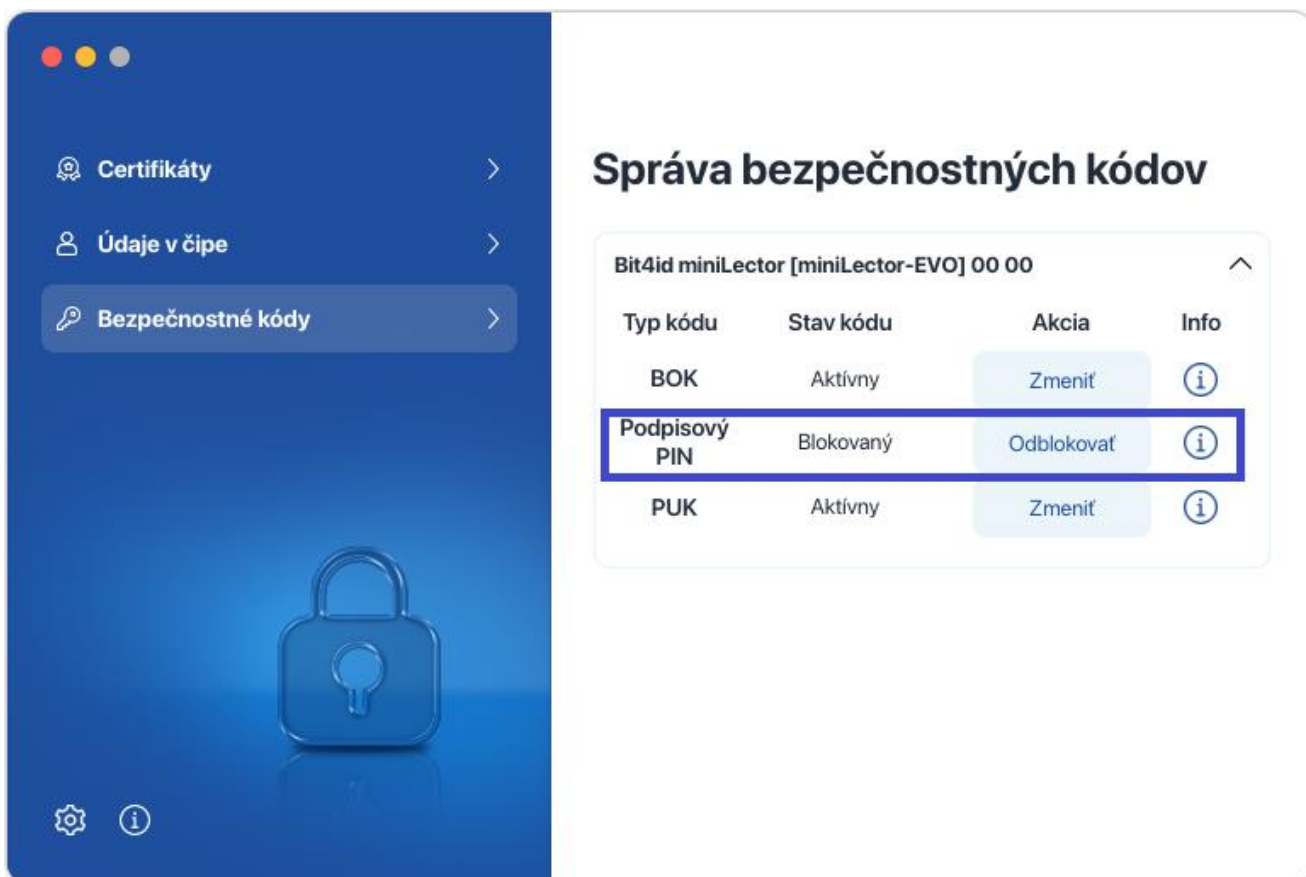 Certifikáty
Údaje v čipe
Bezpečnostné kódy
Správa bezpečnostných kódov
Bit4id miniLector [miniLector-EVO] 00 00
Typ kódu Stav kódu Akcia Info
BOK Aktívny Zmeniť
Podpisový
PIN Blokovaný Odblokovať
PUK Aktívny Zmeniť